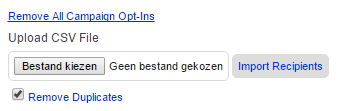 Remove All Campaign Opt-Ins
Upload CSV File
Bestand kiezen Geen bestand gekozen Import Recipients
Remove Duplicates